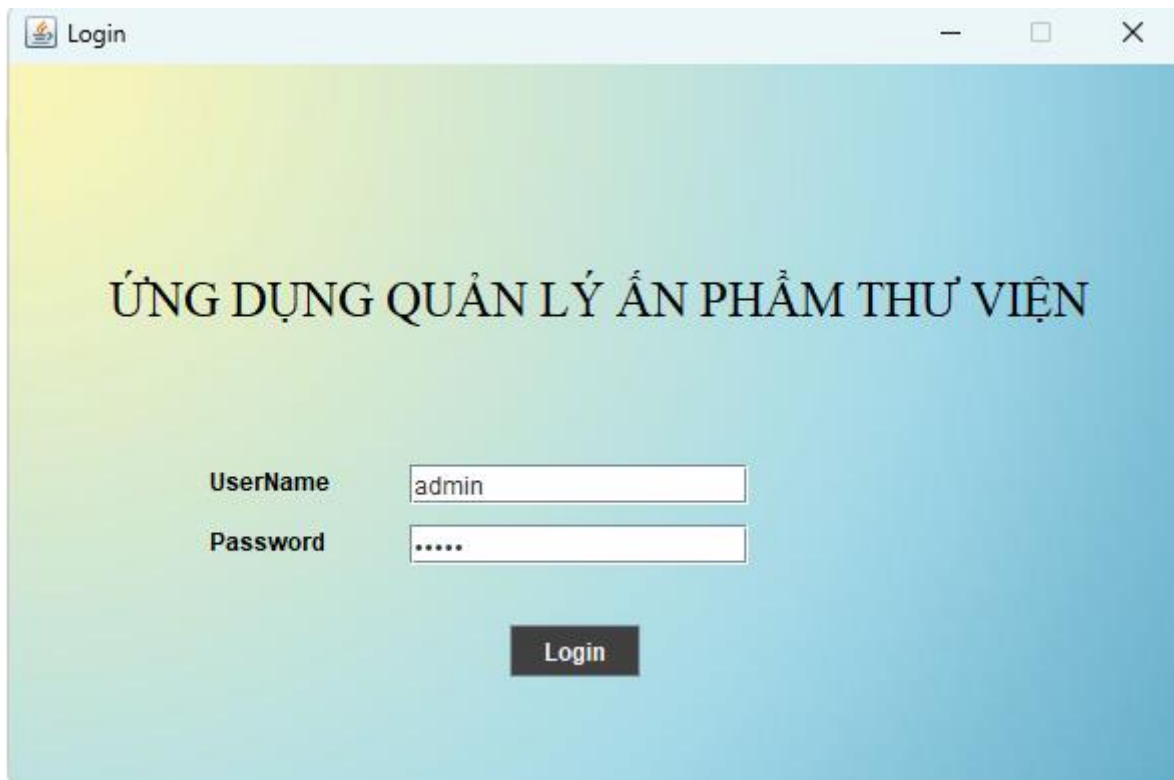 Login
ỨNG DỤNG QUẢN LÝ ẤN PHẨM THƯ VIỆN
UserName admin
Password •••••
Login